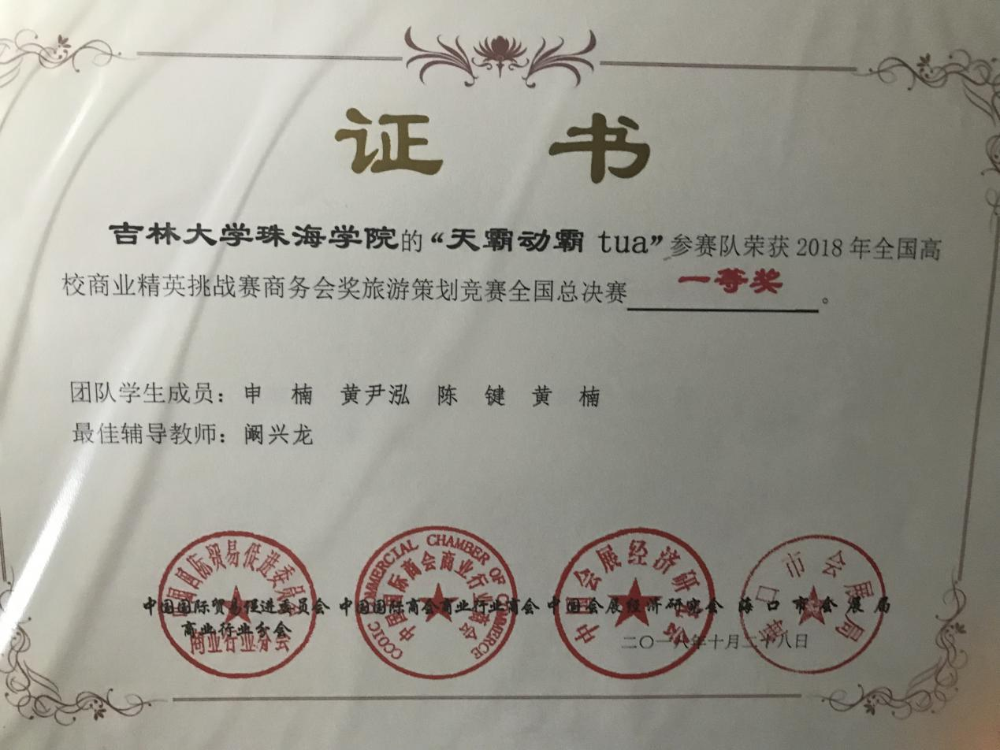 证 书
吉林大学珠海学院的“天霸动霸 tua”参赛队荣获 2018 年全国高
校商业精英挑战赛商务会奖旅游策划竞赛全国总决赛 一等奖 。
团队学生成员：申 楠 黄尹泓 陈 键 黄 楠
最佳辅导教师：阚兴龙
中国国际贸易促进委员会 中国国际商会商业行业商会 中国会展经济研究会 海口市会展局
商业行业分会
二〇一八年十月二十八日
中国国际贸易促进委员会
商业行业分会
CCOIC COMMERCIAL CHAMBER OF COMMERCE
中国国际商会商业行业商会
中国会展经济研究会
海口市会展局